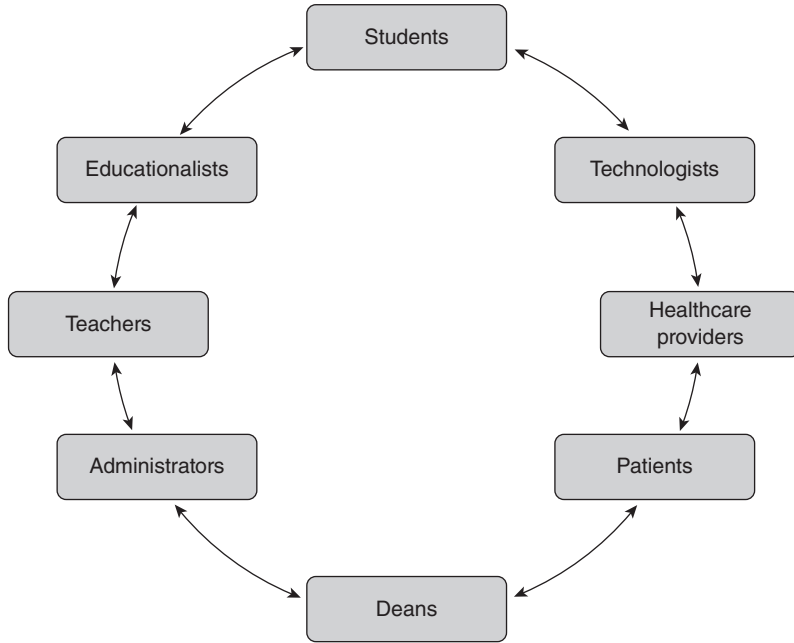 Students
Educationalists
Technologists
Teachers
Healthcare
providers
Administrators
Patients
Deans